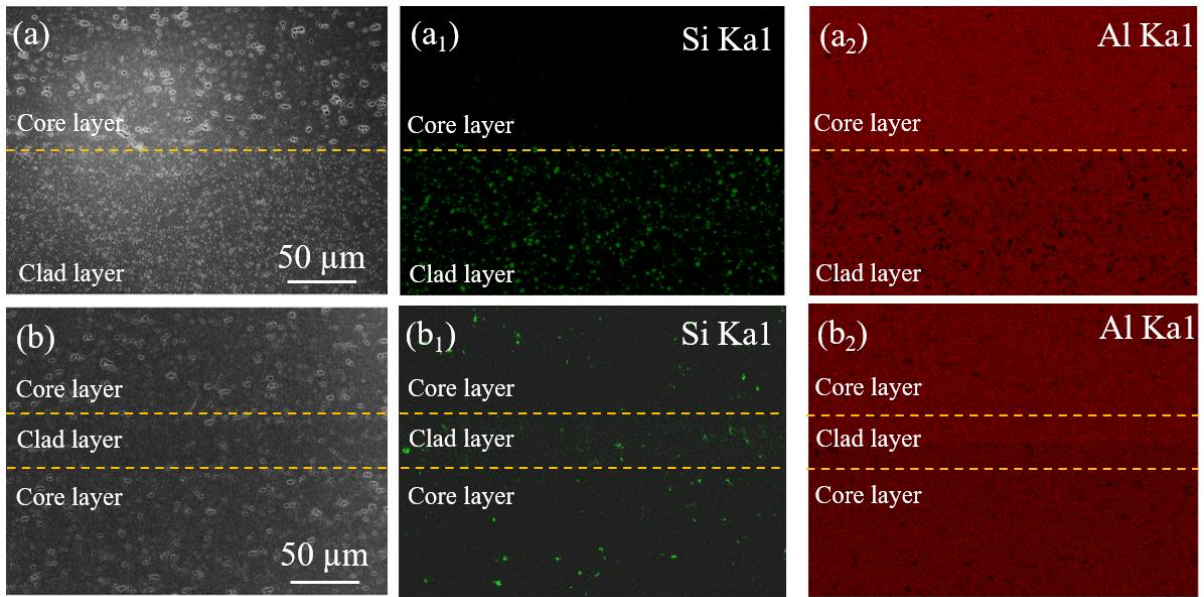 (a)
Core layer
Clad layer
50 µm
(a₁)
Si Ka1
Core layer
Clad layer
(a₂)
Al Ka1
Core layer
Clad layer
(b)
Core layer
Clad layer
Core layer
50 µm
(b₁)
Si Ka1
Core layer
Clad layer
Core layer
(b₂)
Al Ka1
Core layer
Clad layer
Core layer